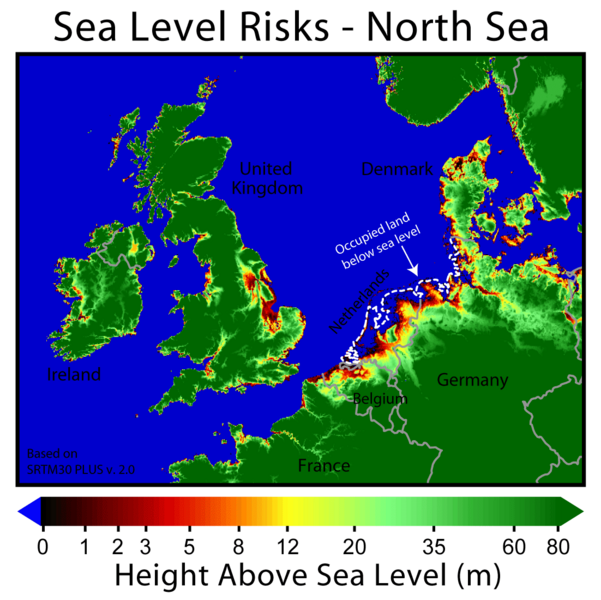 Sea Level Risks - North Sea
United
Kingdom
Denmark
Occupied land
below sea level
Netherlands
Ireland
Germany
Belgium
France
Based on
SRTM30 PLUS v. 2.0
0 1 2 3 5 8 12 20 35 60 80
Height Above Sea Level (m)